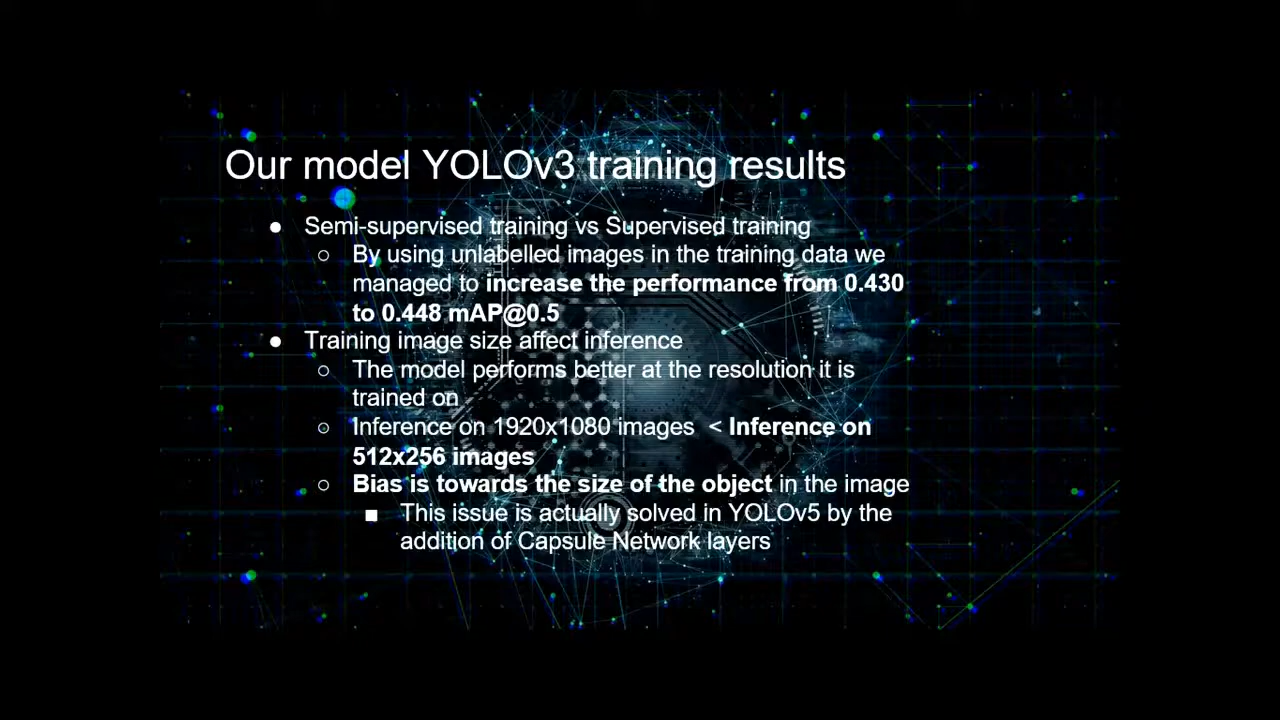 Our model YOLOv3 training results
● Semi-supervised training vs Supervised training
○ By using unlabelled images in the training data we
managed to increase the performance from 0.430
to 0.448 mAP@0.5
● Training image size affect inference
○ The model performs better at the resolution it is
trained on
○ Inference on 1920x1080 images < Inference on
512x256 images
○ Bias is towards the size of the object in the image
■ This issue is actually solved in YOLOv5 by the
addition of Capsule Network layers